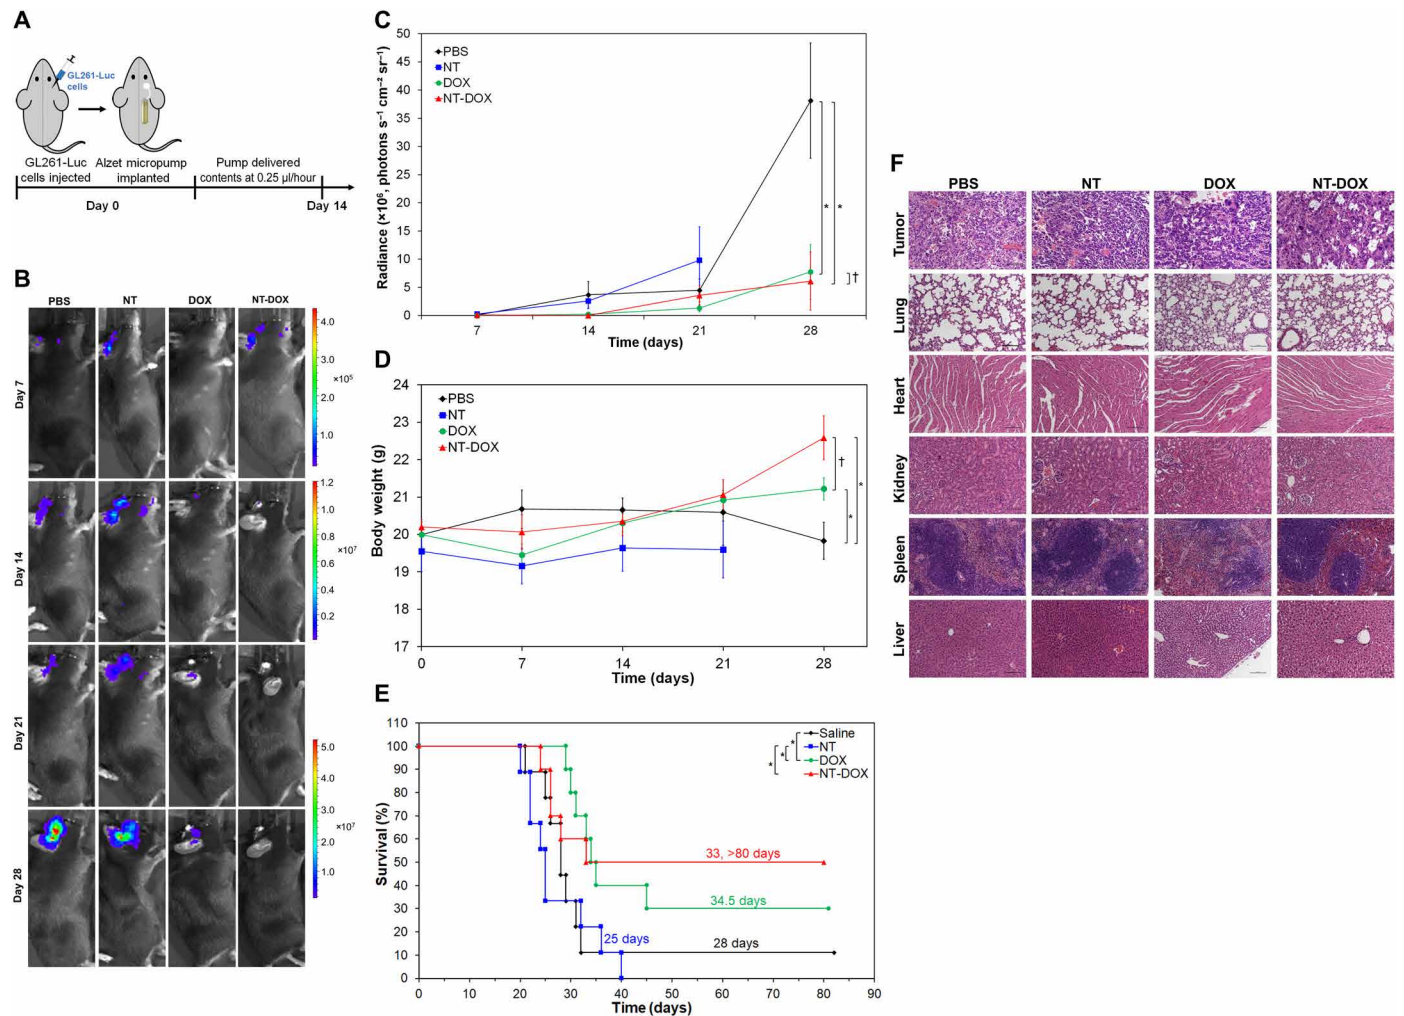 A
GL261-Luc
cells
GL261-Luc
cells injected
Alzet micropump
implanted
Pump delivered
contents at 0.25 µl/hour
Day 0
Day 14
B
PBS
NT
DOX
NT-DOX
Day 7
Day 14
Day 21
Day 28
4.0
3.0
×10⁵
2.0
1.0
1.2
1.0
0.8
×10⁷
0.6
0.4
0.2
5.0
4.0
3.0
×10⁷
2.0
1.0
C
Radiance (×10⁶, photons s⁻¹ cm⁻² sr⁻¹)
50
45
40
35
30
25
20
15
10
5
0
PBS
NT
DOX
NT-DOX
*
*
†
7
14
21
28
Time (days)
D
Body weight (g)
24
23
22
21
20
19
18
17
PBS
NT
DOX
NT-DOX
†
*
*
0
7
14
21
28
Time (days)
E
Survival (%)
110
100
90
80
70
60
50
40
30
20
10
0
Saline
NT
DOX
NT-DOX
*
*
*
33, >80 days
34.5 days
25 days
28 days
0
10
20
30
40
50
60
70
80
90
Time (days)
F
PBS
NT
DOX
NT-DOX
Tumor
Lung
Heart
Kidney
Spleen
Liver